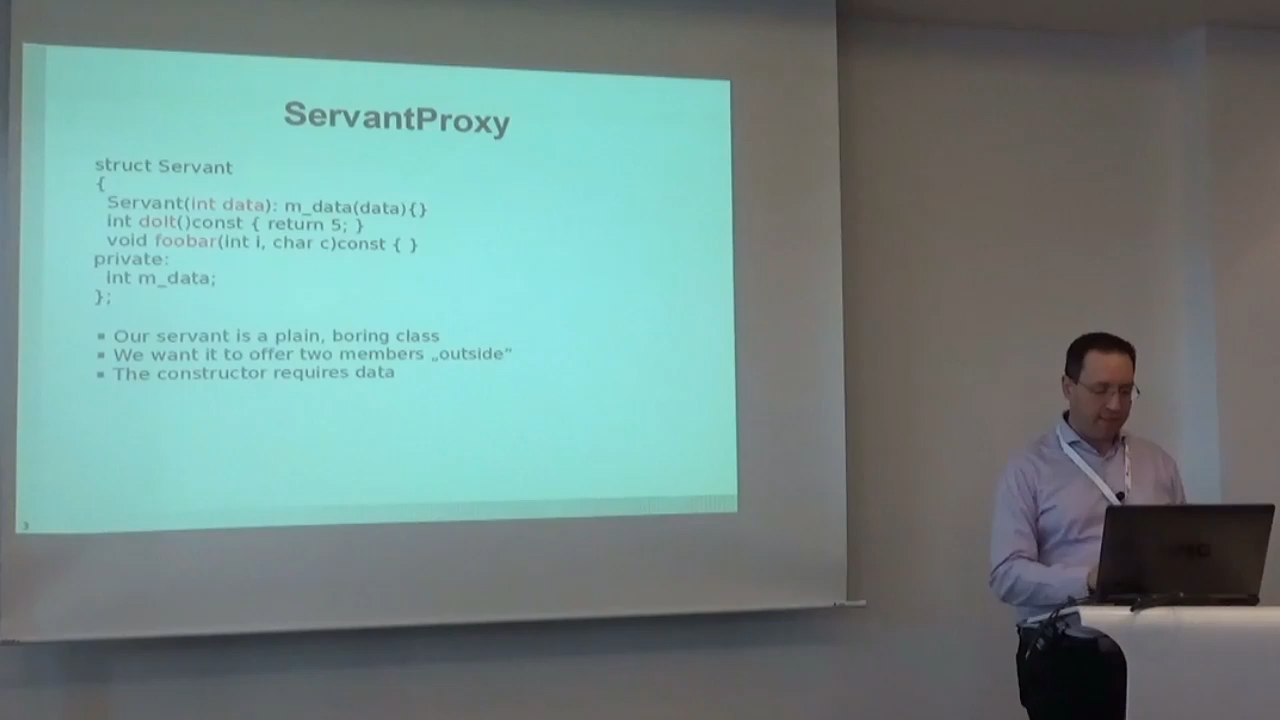 ServantProxy
struct Servant
{
Servant(int data): m_data(data){}
int doIt()const { return 5; }
void foobar(int i, char c)const { }
private:
int m_data;
};
▪ Our servant is a plain, boring class
▪ We want it to offer two members „outside”
▪ The constructor requires data
3